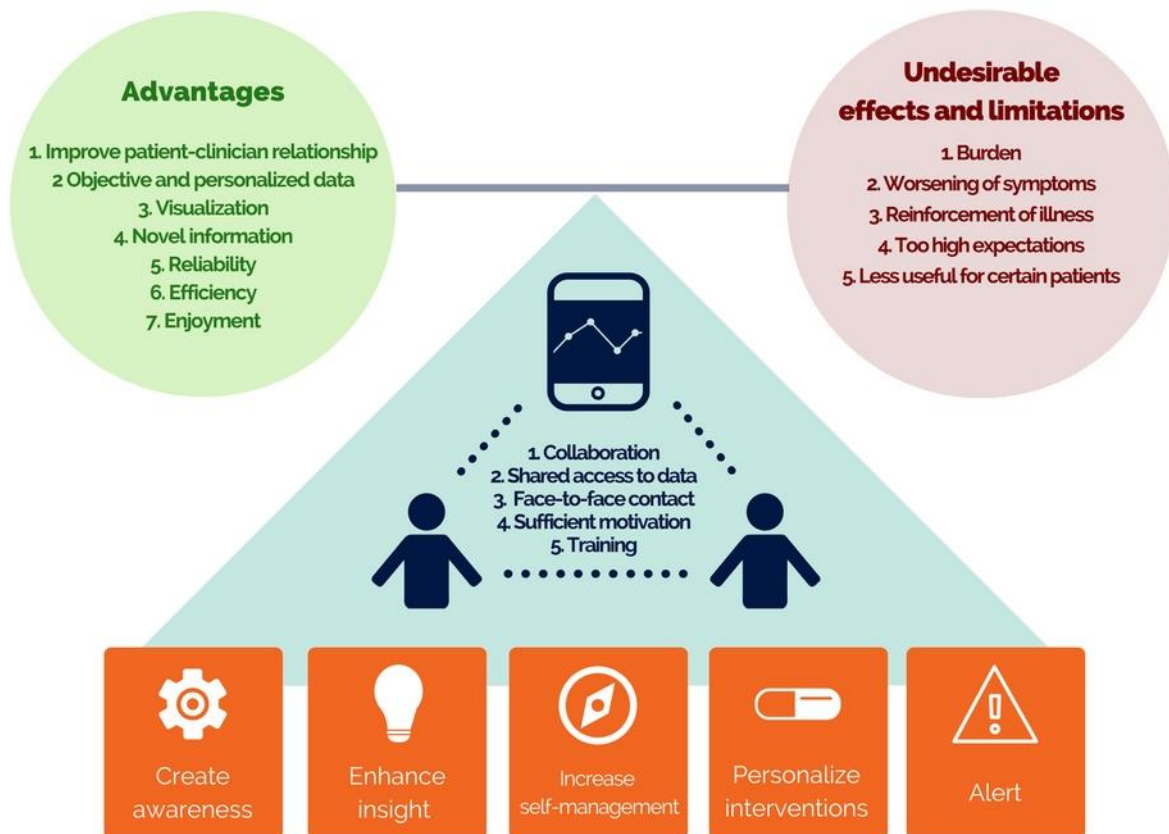 Advantages
1. Improve patient-clinician relationship
2 Objective and personalized data
3. Visualization
4. Novel information
5. Reliability
6. Efficiency
7. Enjoyment
Undesirable
effects and limitations
1. Burden
2. Worsening of symptoms
3. Reinforcement of illness
4. Too high expectations
5. Less useful for certain patients
1. Collaboration
2. Shared access to data
3. Face-to-face contact
4. Sufficient motivation
5. Training
Create
awareness
Enhance
insight
Increase
self-management
Personalize
interventions
Alert